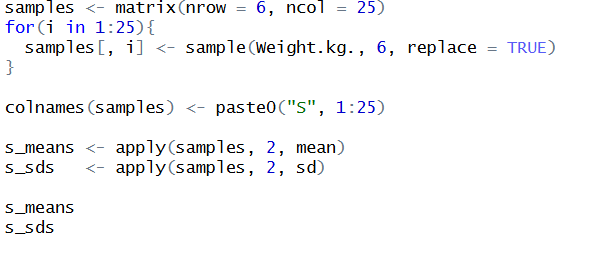 samples <- matrix(nrow = 6, ncol = 25)
for(i in 1:25){
  samples[, i] <- sample(Weight.kg., 6, replace = TRUE)
}
colnames(samples) <- paste0("S", 1:25)
s_means <- apply(samples, 2, mean)
s_sds   <- apply(samples, 2, sd)
s_means
s_sds